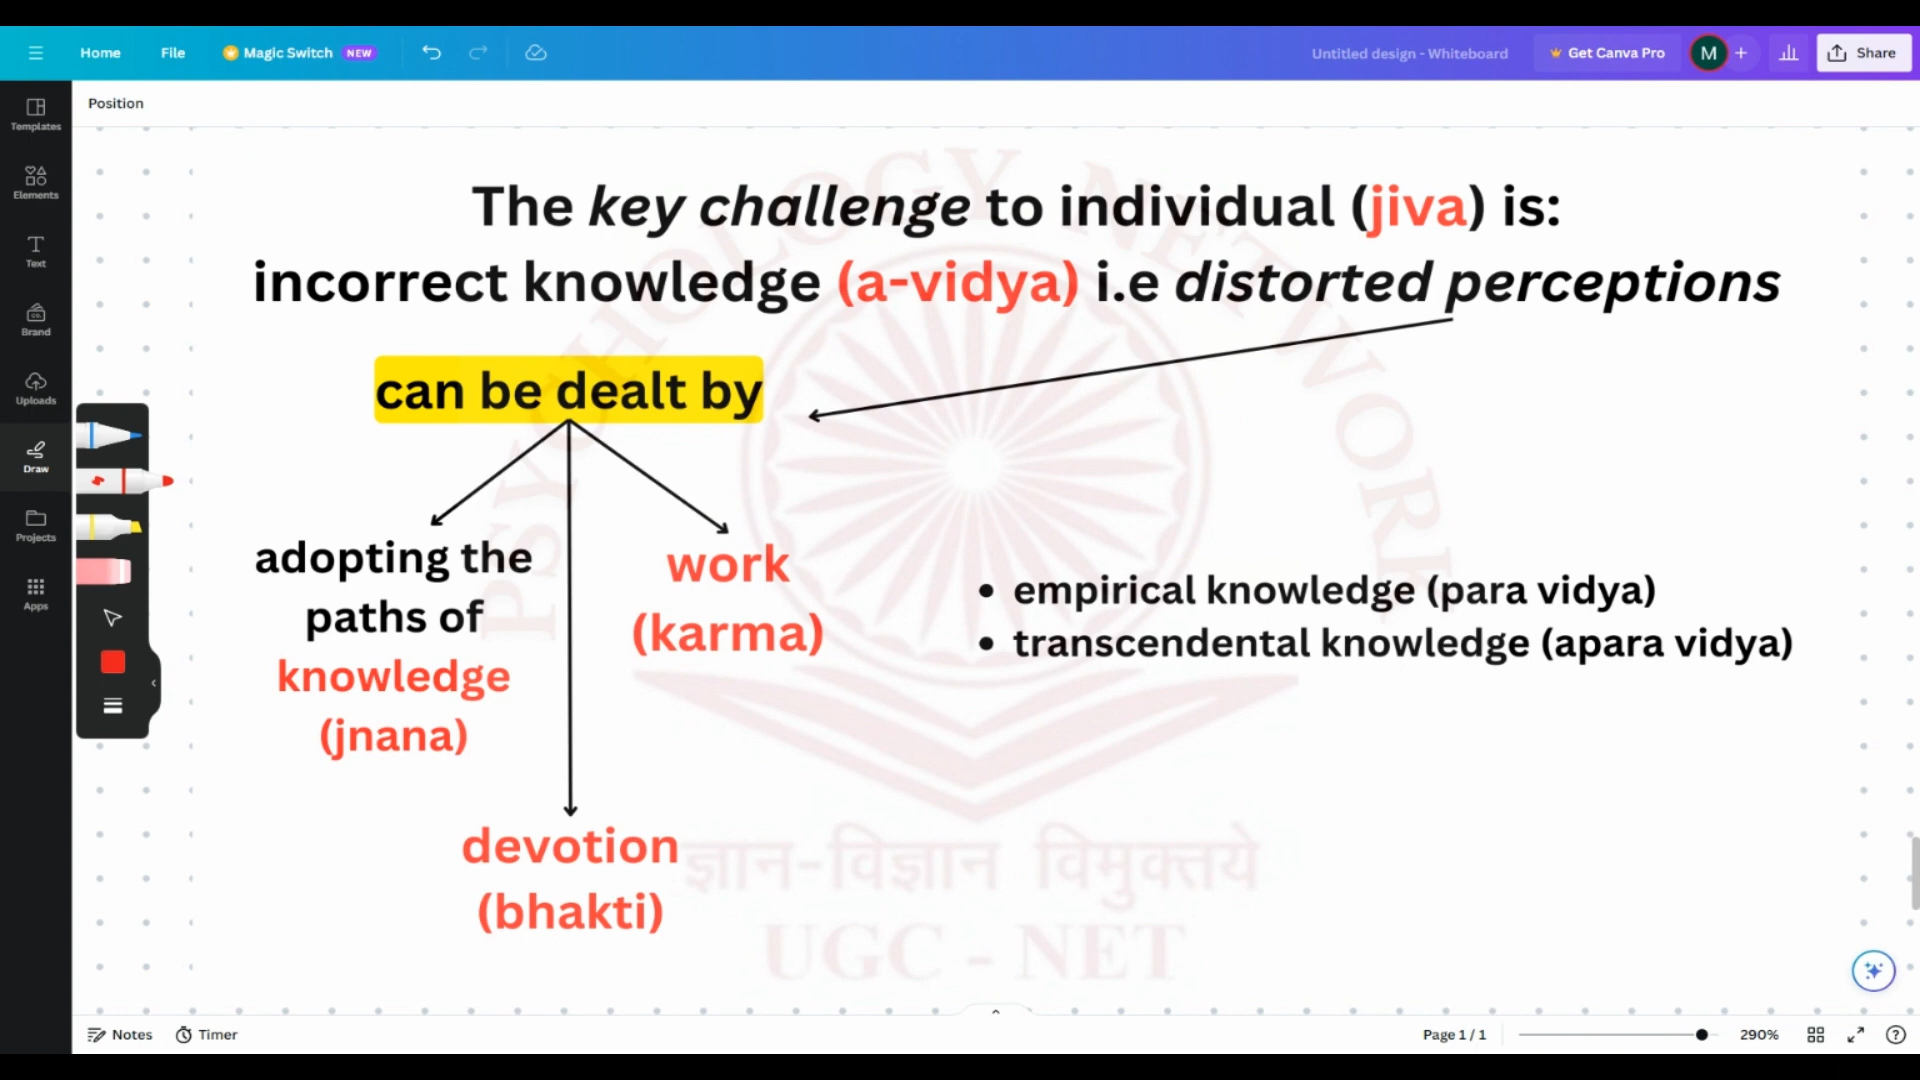 Home File Magic Switch NEW Untitled design - Whiteboard Get Canva Pro M + Share
Position
Templates
Elements
Text
Brand
Uploads
Draw
Projects
Apps
The key challenge to individual (jiva) is:
incorrect knowledge (a-vidya) i.e distorted perceptions
can be dealt by
adopting the
paths of
knowledge
(jnana)
work
(karma)
devotion
(bhakti)
• empirical knowledge (para vidya)
• transcendental knowledge (apara vidya)
PSYCHOLOGY NETWORK
ज्ञान-विज्ञान विमुक्तये
UGC - NET
Notes Timer Page 1 / 1 290%